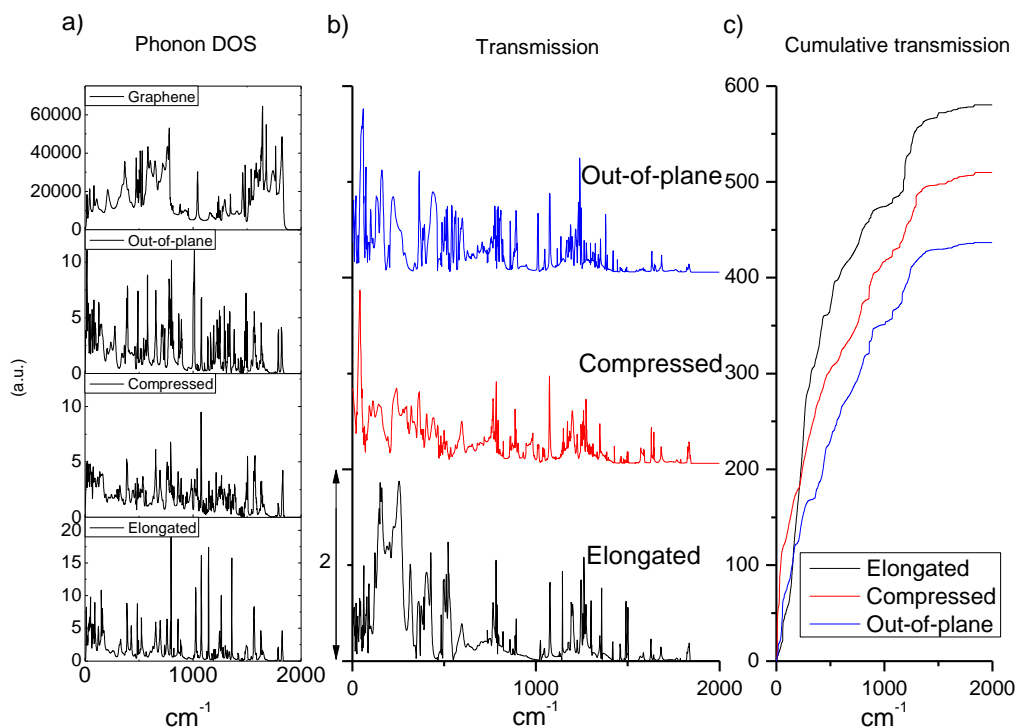 a)
Phonon DOS
b)
Transmission
c)
Cumulative transmission
Graphene
60000
40000
20000
0
Out-of-plane
10
5
0
Compressed
10
5
0
Elongated
20
15
10
5
0
(a.u.)
0 1000 2000
cm-1
Out-of-plane
Compressed
Elongated
2
0 1000 2000
cm-1
600
500
400
300
200
100
0
Elongated
Compressed
Out-of-plane
0 1000 2000
cm-1